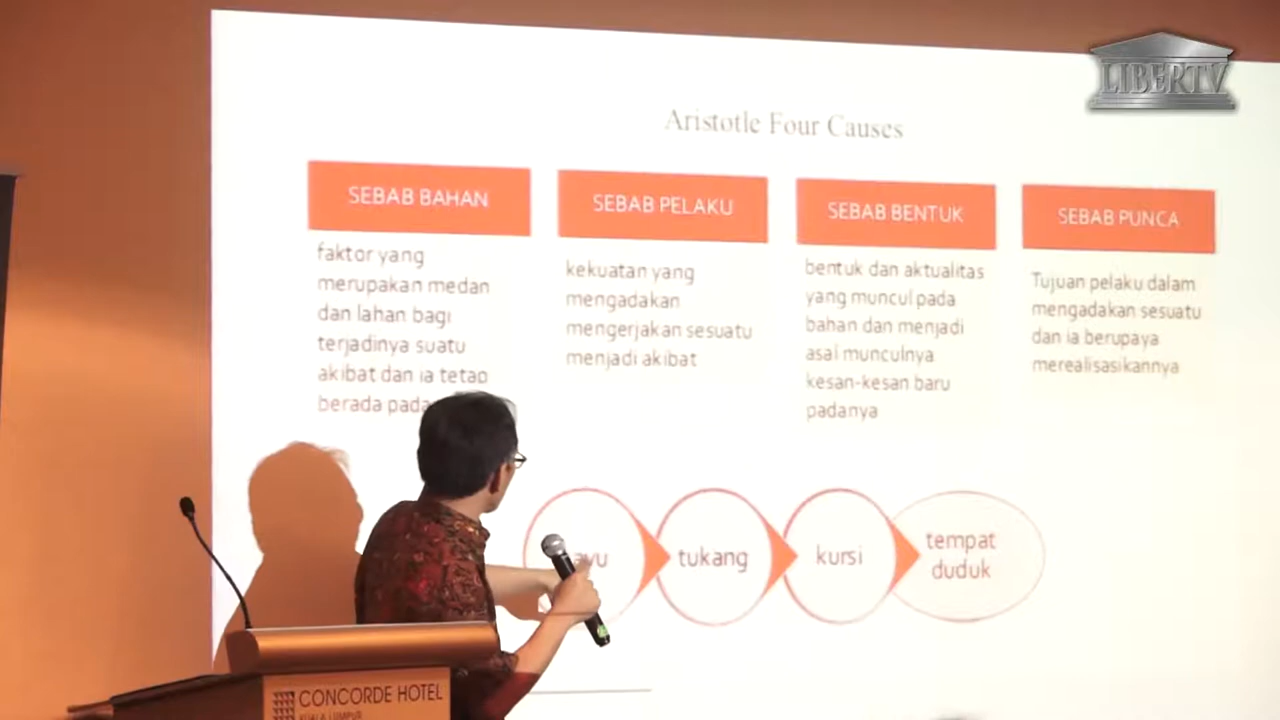 LIBERTV
Aristotle Four Causes
SEBAB BAHAN
faktor yang
merupakan medan
dan lahan bagi
terjadinya suatu
akibat dan ia tetap
berada pada
SEBAB PELAKU
kekuatan yang
mengadakan
mengerjakan sesuatu
menjadi akibat
SEBAB BENTUK
bentuk dan aktualitas
yang muncul pada
bahan dan menjadi
asal munculnya
kesan-kesan baru
padanya
SEBAB PUNCA
Tujuan pelaku dalam
mengadakan sesuatu
dan ia berupaya
merealisasikannya
tukang
kursi
tempat
duduk
CONCORDE HOTEL
KUALA LUMPUR